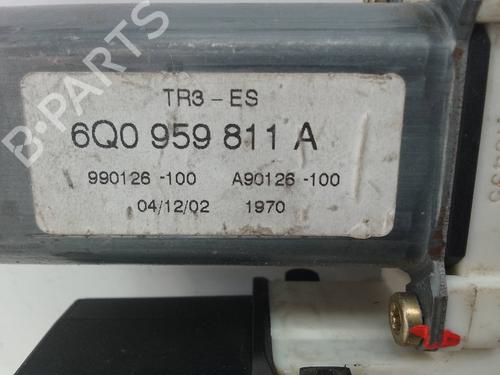 B-PARTS
TR3 - ES
6Q0 959 811 A
990126 -100 A90126 -100
04/12/02 1970